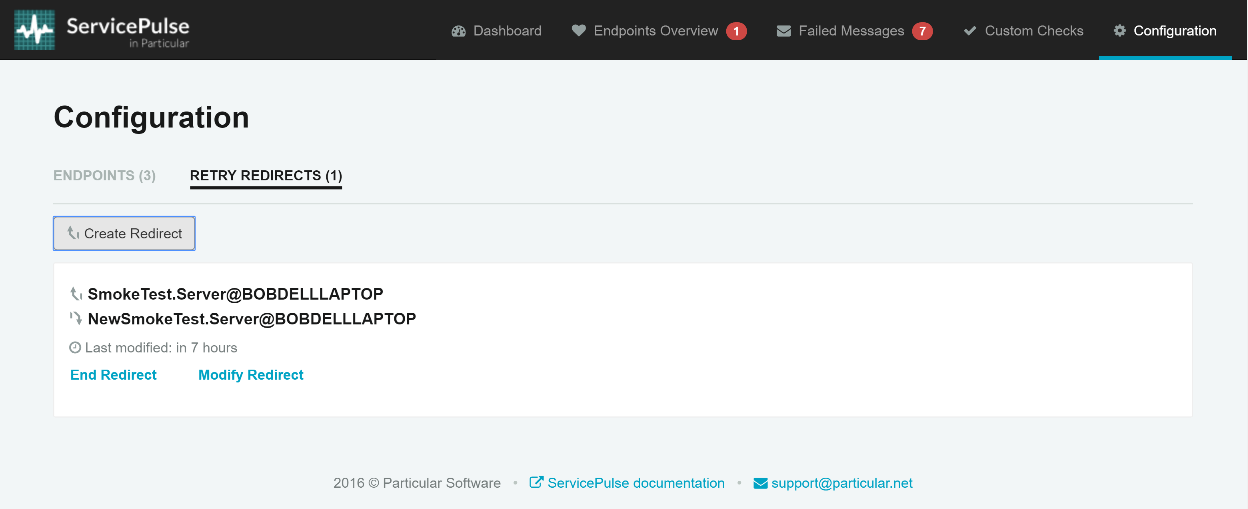 ServicePulse
in Particular
Dashboard
Endpoints Overview 1
Failed Messages 7
Custom Checks
Configuration
Configuration
ENDPOINTS (3)
RETRY REDIRECTS (1)
Create Redirect
SmokeTest.Server@BOBDELLLAPTOP
NewSmokeTest.Server@BOBDELLLAPTOP
Last modified: in 7 hours
End Redirect
Modify Redirect
2016 © Particular Software • ServicePulse documentation • support@particular.net